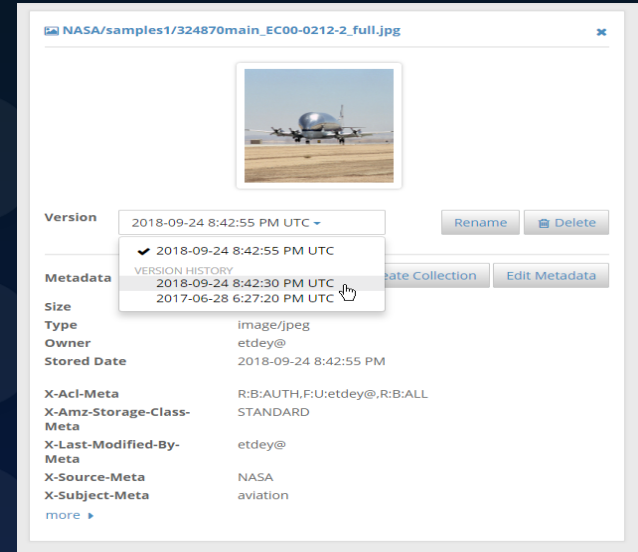 NASA/samples1/324870main_EC00-0212-2_full.jpg
Version 2018-09-24 8:42:55 PM UTC Rename Delete
2018-09-24 8:42:55 PM UTC
VERSION HISTORY
2018-09-24 8:42:30 PM UTC
2017-06-28 6:27:20 PM UTC
Metadata Collection Edit Metadata
Size
Type image/jpeg
Owner etdey@
Stored Date 2018-09-24 8:42:55 PM
X-Acl-Meta R:B:AUTH,F:U:etdey@,R:B:ALL
X-Amz-Storage-Class- STANDARD
Meta
X-Last-Modified-By- etdey@
Meta
X-Source-Meta NASA
X-Subject-Meta aviation
more